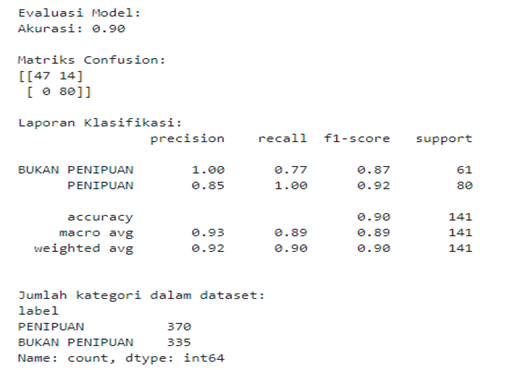 Evaluasi Model:
Akurasi: 0.90
Matriks Confusion:
[[47 14]
[ 0 80]]
Laporan Klasifikasi:
precision recall f1-score support
BUKAN PENIPUAN 1.00 0.77 0.87 61
PENIPUAN 0.85 1.00 0.92 80
accuracy 0.90 141
macro avg 0.93 0.89 0.89 141
weighted avg 0.92 0.90 0.90 141
Jumlah kategori dalam dataset:
label
PENIPUAN 370
BUKAN PENIPUAN 335
Name: count, dtype: int64